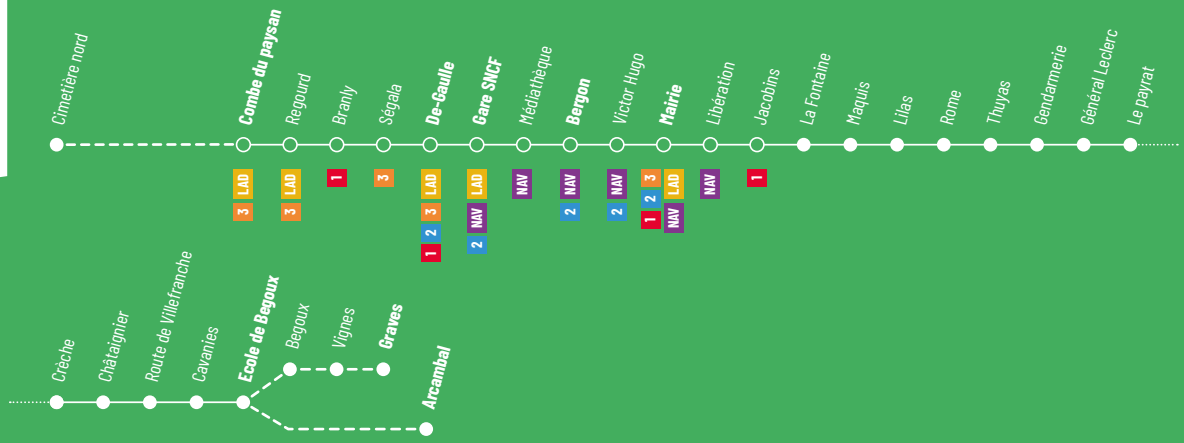 Cimetière nord
Combe du paysan
Regourd
Branly
Ségala
De-Gaulle
Gare SNCF
Médiathèque
Bergon
Victor Hugo
Mairie
Libération
Jacobins
La Fontaine
Maquis
Lilas
Rome
Thuyas
Gendarmerie
Général Leclerc
Le payrat
3 LAD
3 LAD
1
3
1 2 3 LAD
2 NAV LAD
NAV
2 NAV
2 NAV
1 2 3
NAV LAD
NAV
1
Crèche
Châtaignier
Route de Villefranche
Cavanies
Ecole de Begoux
Begoux
Vignes
Graves
Arcambal